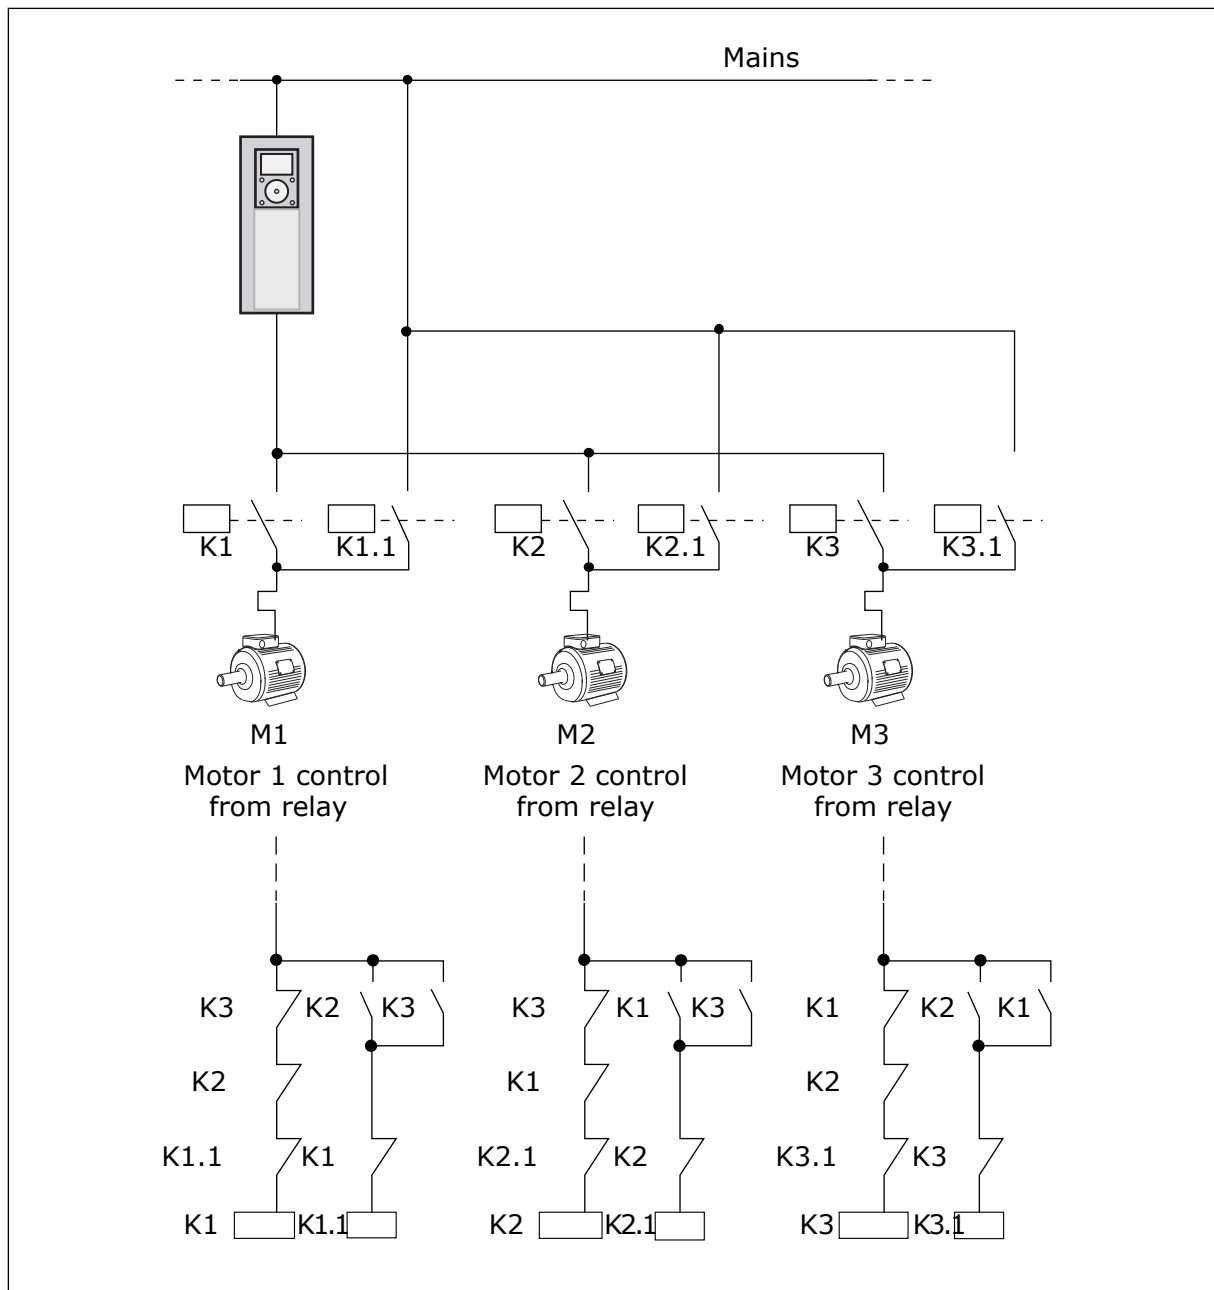 Mains
K1 K1.1 K2 K2.1 K3 K3.1
M1 M2 M3
Motor 1 control Motor 2 control Motor 3 control
from relay from relay from relay
K3 K2 K3 K3 K1 K3 K1 K2 K1
K2 K1 K2
K1.1 K1 K2.1 K2 K3.1 K3
K1 K1.1 K2 K2.1 K3 K3.1